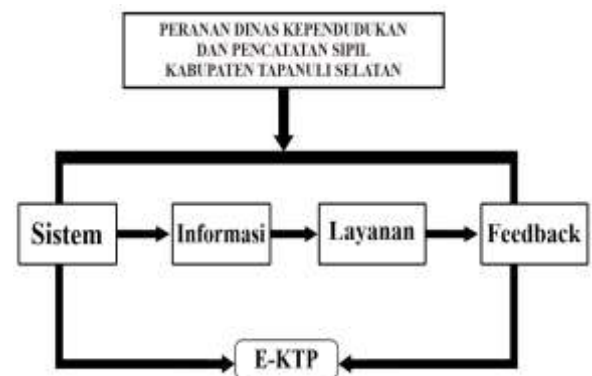 PERANAN DINAS KEPENDUDUKAN
DAN PENCATATAN SIPIL
KABUPATEN TAPANULI SELATAN
Sistem
Informasi
Layanan
Feedback
E-KTP